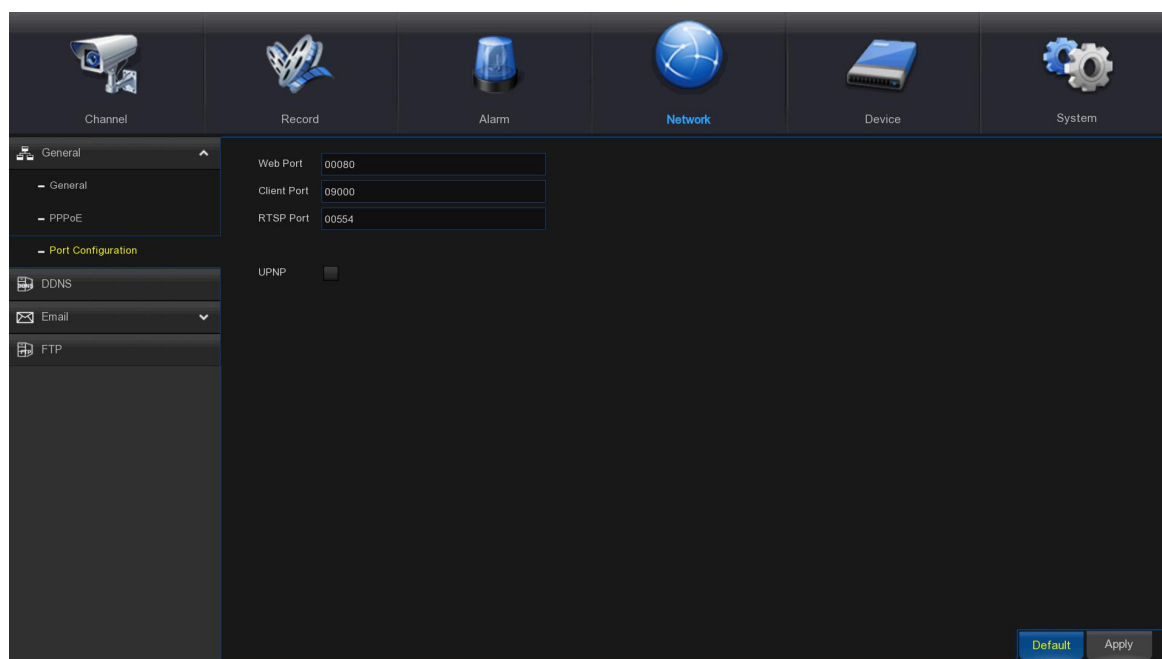 Channel Record Alarm Network Device System
General
General
PPPoE
Port Configuration
DDNS
Email
FTP
Web Port 00080
Client Port 09000
RTSP Port 00554
UPNP
Default Apply